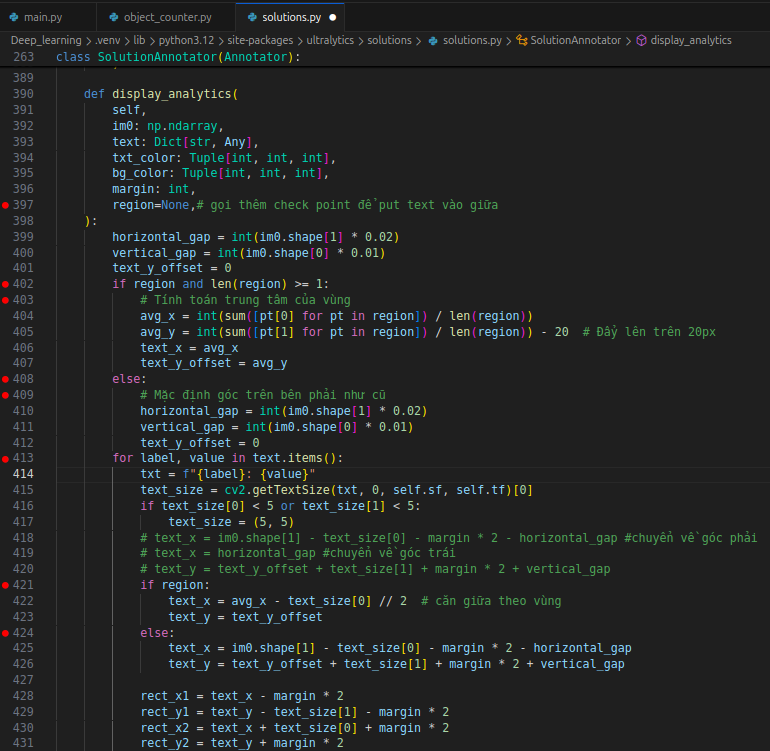 main.py object_counter.py solutions.py
Deep_learning > .venv > lib > python3.12 > site-packages > ultralytics > solutions > solutions.py > SolutionAnnotator > display_analytics
263 class SolutionAnnotator(Annotator):
389
390 def display_analytics(
391 self,
392 im0: np.ndarray,
393 text: Dict[str, Any],
394 txt_color: Tuple[int, int, int],
395 bg_color: Tuple[int, int, int],
396 margin: int,
397 region=None,# gọi thêm check point để put text vào giữa
398 ):
399 horizontal_gap = int(im0.shape[1] * 0.02)
400 vertical_gap = int(im0.shape[0] * 0.01)
401 text_y_offset = 0
402 if region and len(region) >= 1:
403 # Tính toán trung tâm của vùng
404 avg_x = int(sum([pt[0] for pt in region]) / len(region))
405 avg_y = int(sum([pt[1] for pt in region]) / len(region)) - 20 # Đẩy lên trên 20px
406 text_x = avg_x
407 text_y_offset = avg_y
408 else:
409 # Mặc định góc trên bên phải như cũ
410 horizontal_gap = int(im0.shape[1] * 0.02)
411 vertical_gap = int(im0.shape[0] * 0.01)
412 text_y_offset = 0
413 for label, value in text.items():
414 txt = f"{label}: {value}"
415 text_size = cv2.getTextSize(txt, 0, self.sf, self.tf)[0]
416 if text_size[0] < 5 or text_size[1] < 5:
417 text_size = (5, 5)
418 # text_x = im0.shape[1] - text_size[0] - margin * 2 - horizontal_gap #chuyển về góc phải
419 # text_x = horizontal_gap #chuyển về góc trái
420 # text_y = text_y_offset + text_size[1] + margin * 2 + vertical_gap
421 if region:
422 text_x = avg_x - text_size[0] // 2 # căn giữa theo vùng
423 text_y = text_y_offset
424 else:
425 text_x = im0.shape[1] - text_size[0] - margin * 2 - horizontal_gap
426 text_y = text_y_offset + text_size[1] + margin * 2 + vertical_gap
427
428 rect_x1 = text_x - margin * 2
429 rect_y1 = text_y - text_size[1] - margin * 2
430 rect_x2 = text_x + text_size[0] + margin * 2
431 rect_y2 = text_y + margin * 2